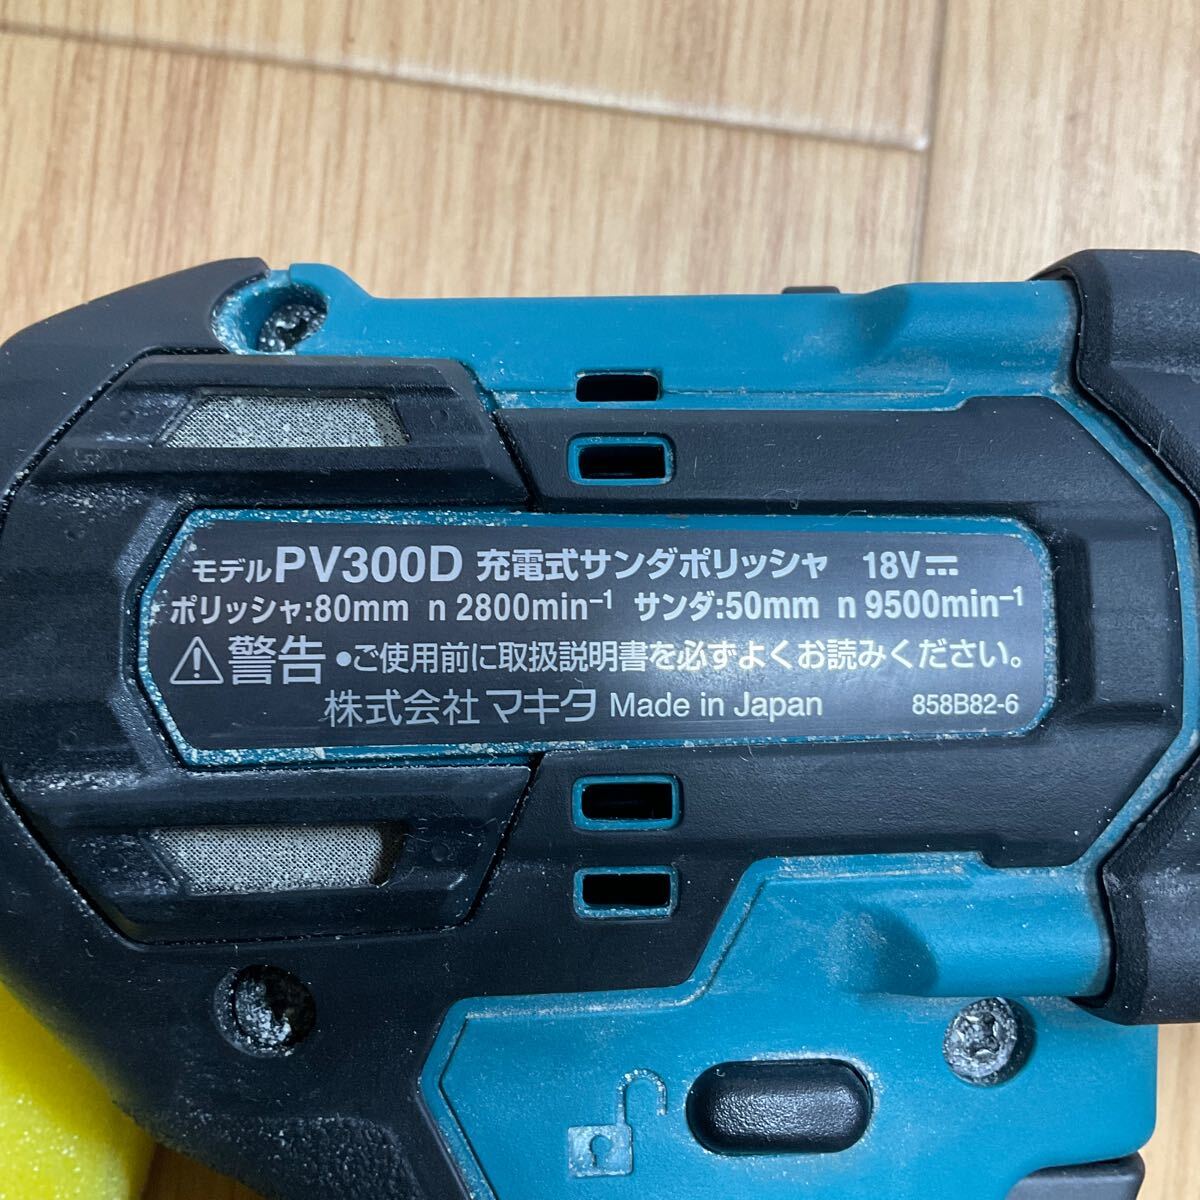 モデルPV300D 充電式サンダポリッシャ 18V⎓
ポリッシャ:80mm n 2800min⁻¹ サンダ:50mm n 9500min⁻¹
⚠警告 •ご使用前に取扱説明書を必ずよくお読みください。
株式会社 マキタ Made in Japan 858B82-6